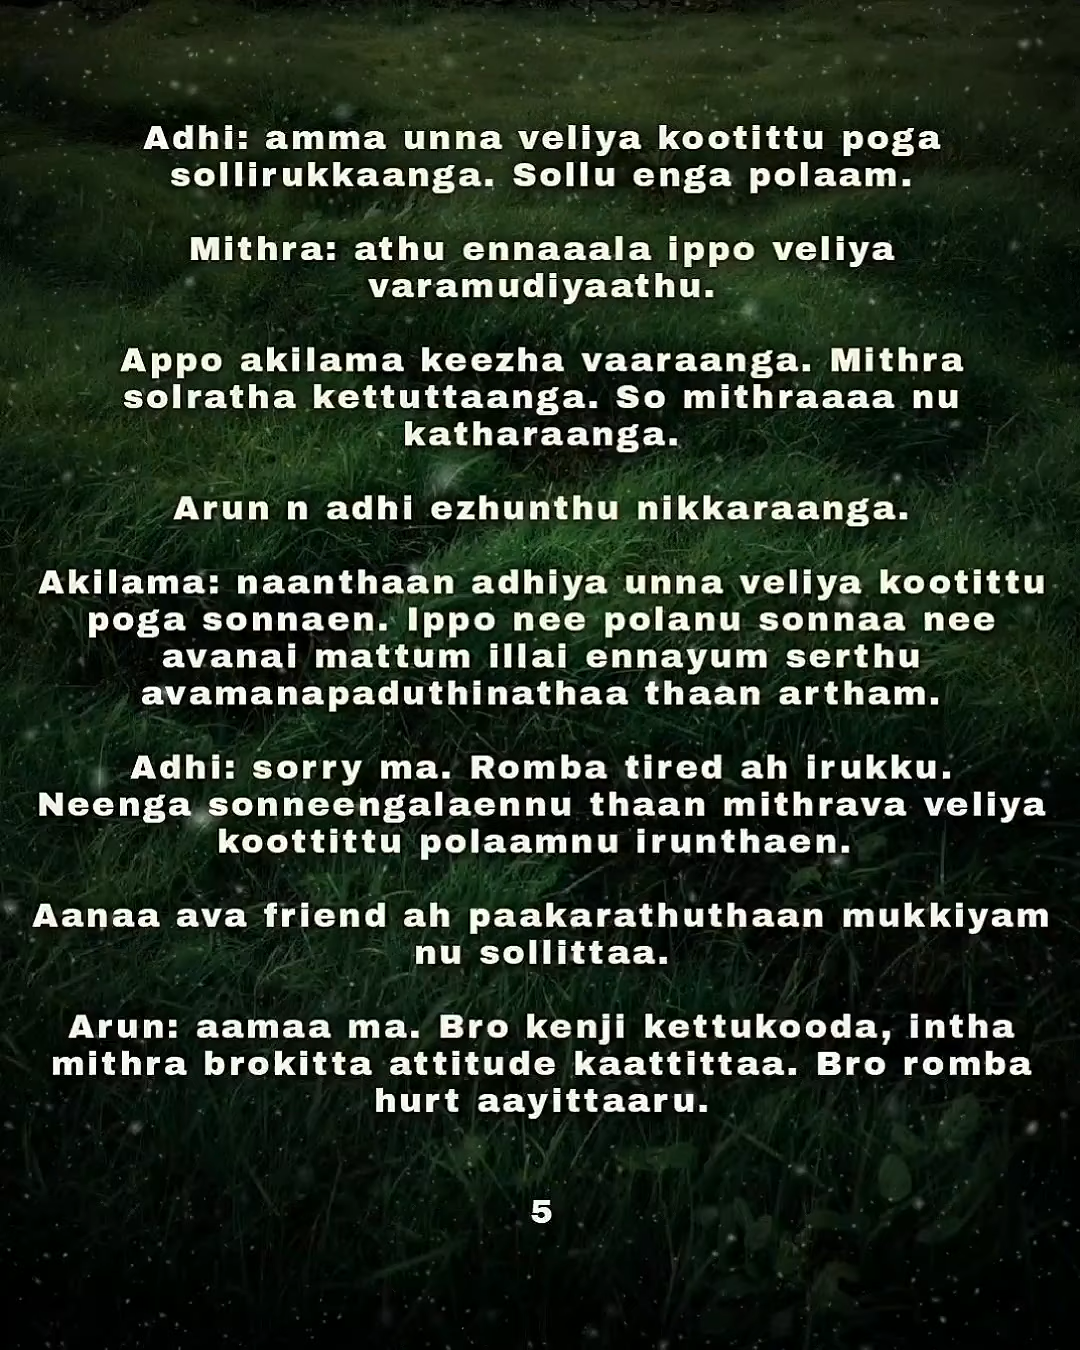 Adhi: amma unna veliya kootittu poga
sollirukkaanga. Sollu enga polaam.
Mithra: athu ennaaala ippo veliya
varamudiyaathu.
Appo akilama keezha vaaraanga. Mithra
solratha kettuttaanga. So mithraaaa nu
katharaanga.
Arun n adhi ezhunthu nikkaraanga.
Akilama: naanthaan adhiya unna veliya kootittu
poga sonnaen. Ippo nee polanu sonnaa nee
avanai mattum illai ennayum serthu
avamanapaduthinathaa thaan artham.
Adhi: sorry ma. Romba tired ah irukku.
Neenga sonneengalaennu thaan mithrava veliya
koottittu polaamnu irunthaen.
Aanaa ava friend ah paakarathuthaan mukkiyam
nu sollittaa.
Arun: aamaa ma. Bro kenji kettukooda, intha
mithra brokitta attitude kaattittaa. Bro romba
hurt aayittaaru.
5